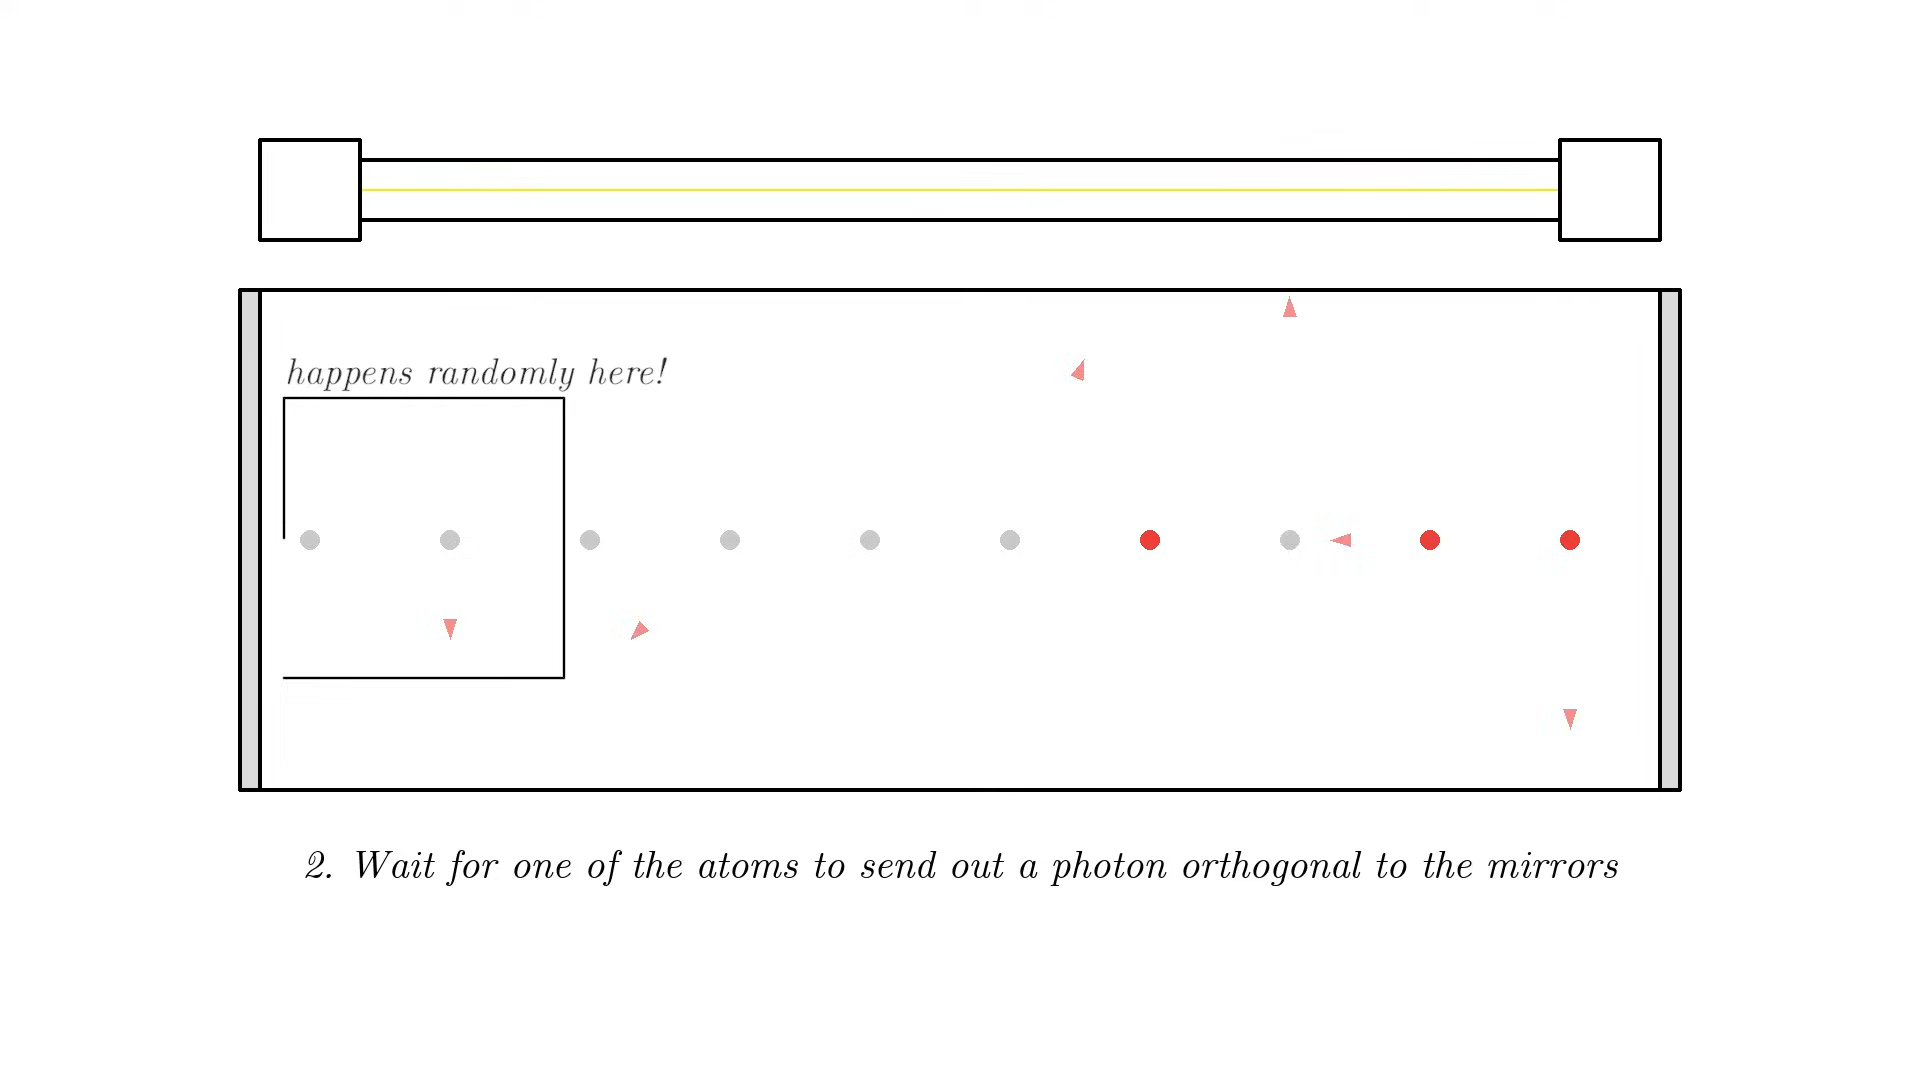 happens randomly here!
2. Wait for one of the atoms to send out a photon orthogonal to the mirrors